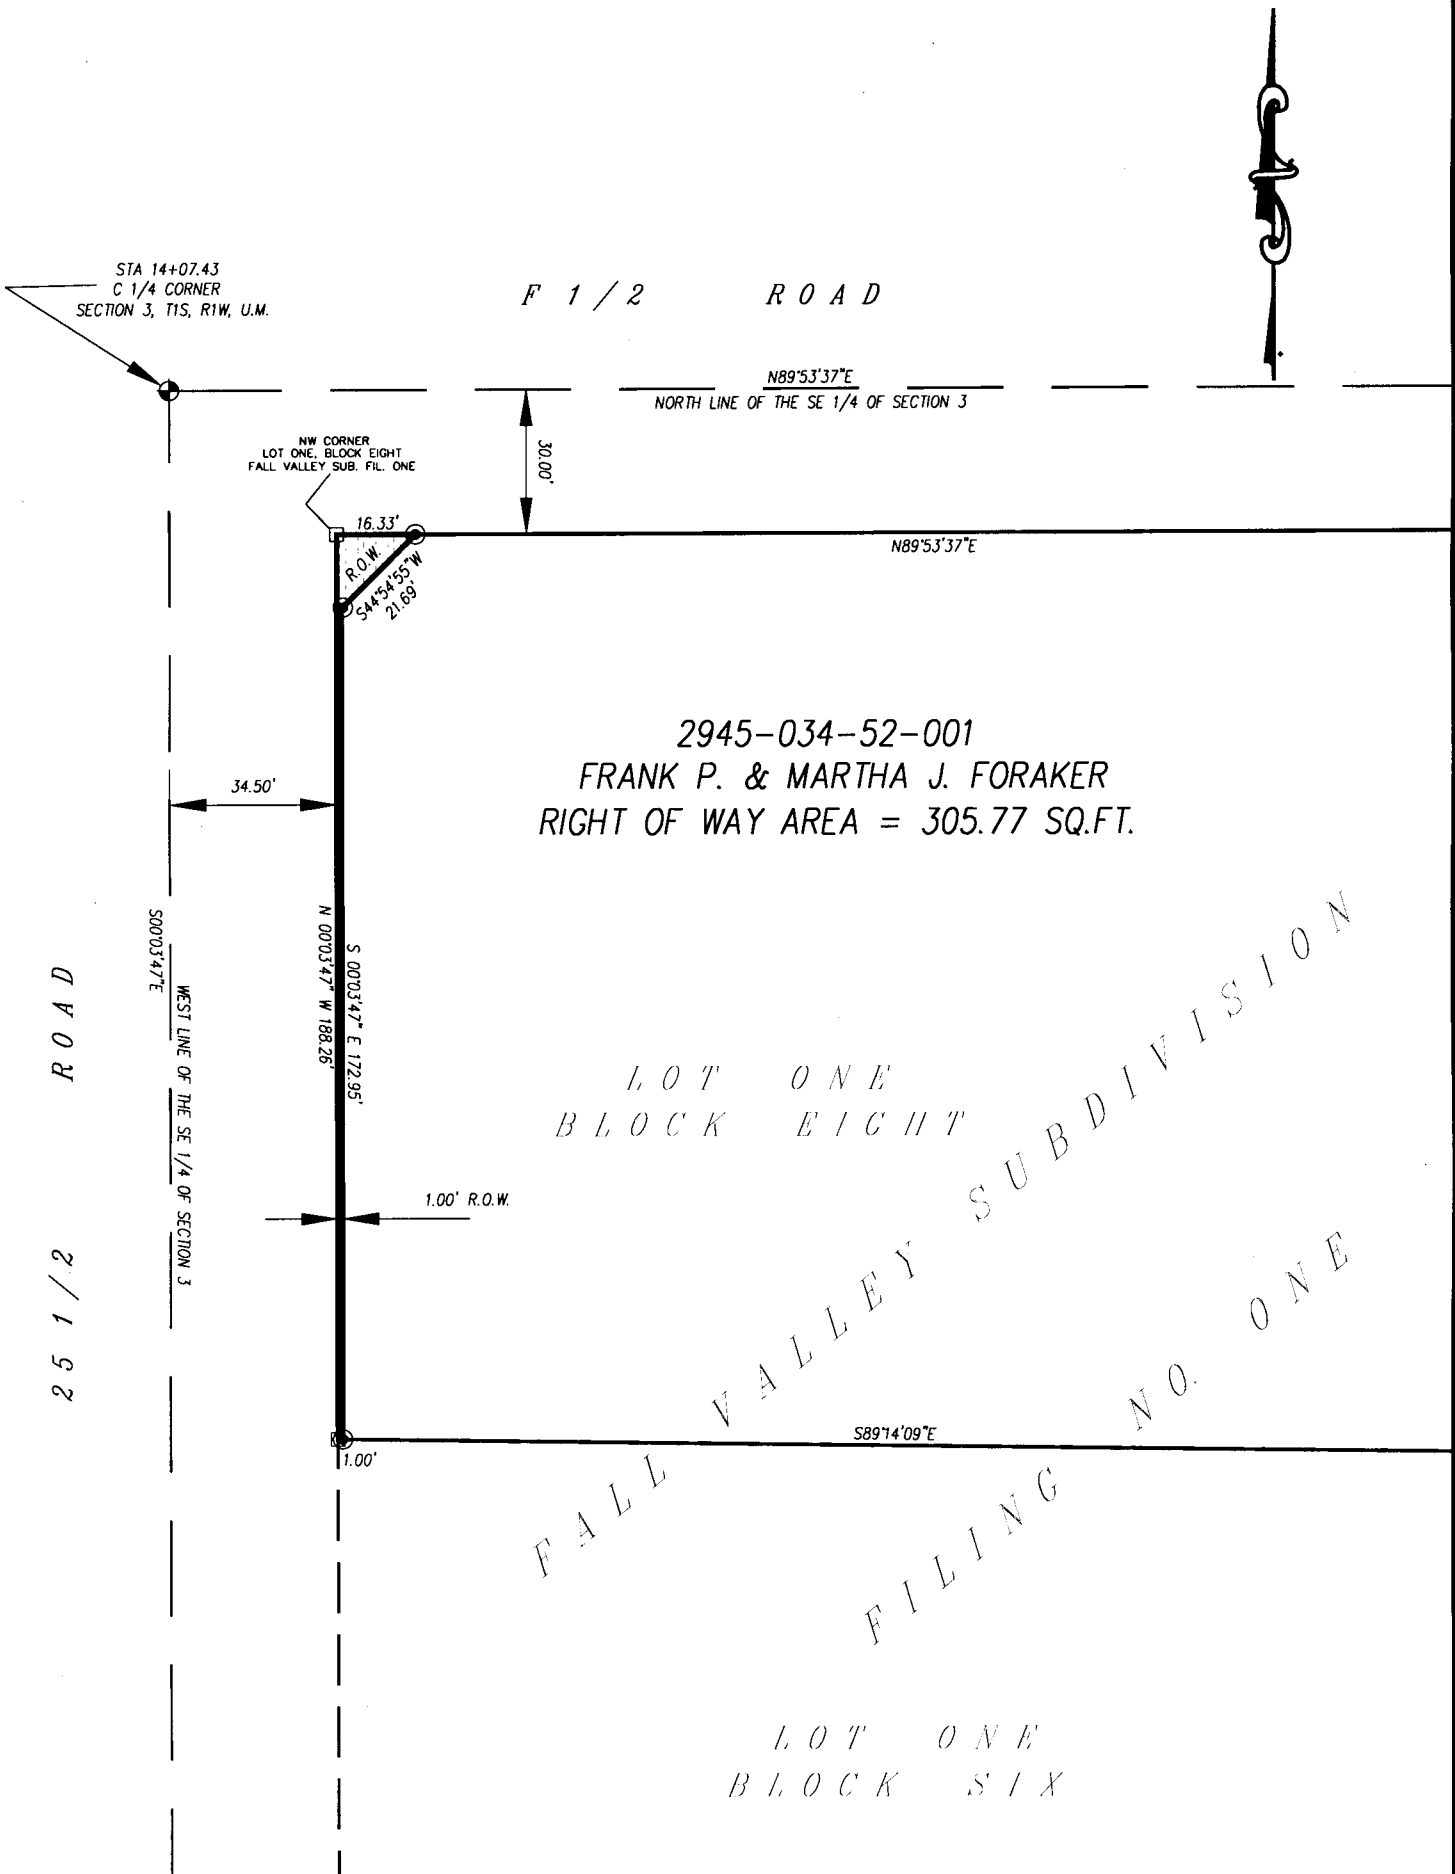 STA 14+07.43
C 1/4 CORNER
SECTION 3, T1S, R1W, U.M.
F 1/2 ROAD
N89°53'37"E
NORTH LINE OF THE SE 1/4 OF SECTION 3
NW CORNER
LOT ONE, BLOCK EIGHT
FALL VALLEY SUB. FIL. ONE
30.00'
16.33'
R.O.W.
S44°54'55"W
21.69'
N89°53'37"E
2945-034-52-001
FRANK P. & MARTHA J. FORAKER
RIGHT OF WAY AREA = 305.77 SQ.FT.
34.50'
S00°03'47"E
WEST LINE OF THE SE 1/4 OF SECTION 3
N 00°03'47" W 188.26'
S 00°03'47" E 172.95'
25 1/2 ROAD
LOT ONE
BLOCK EIGHT
1.00' R.O.W.
FALL VALLEY SUBDIVISION
FILING NO. ONE
S89°14'09"E
1.00'
LOT ONE
BLOCK SIX